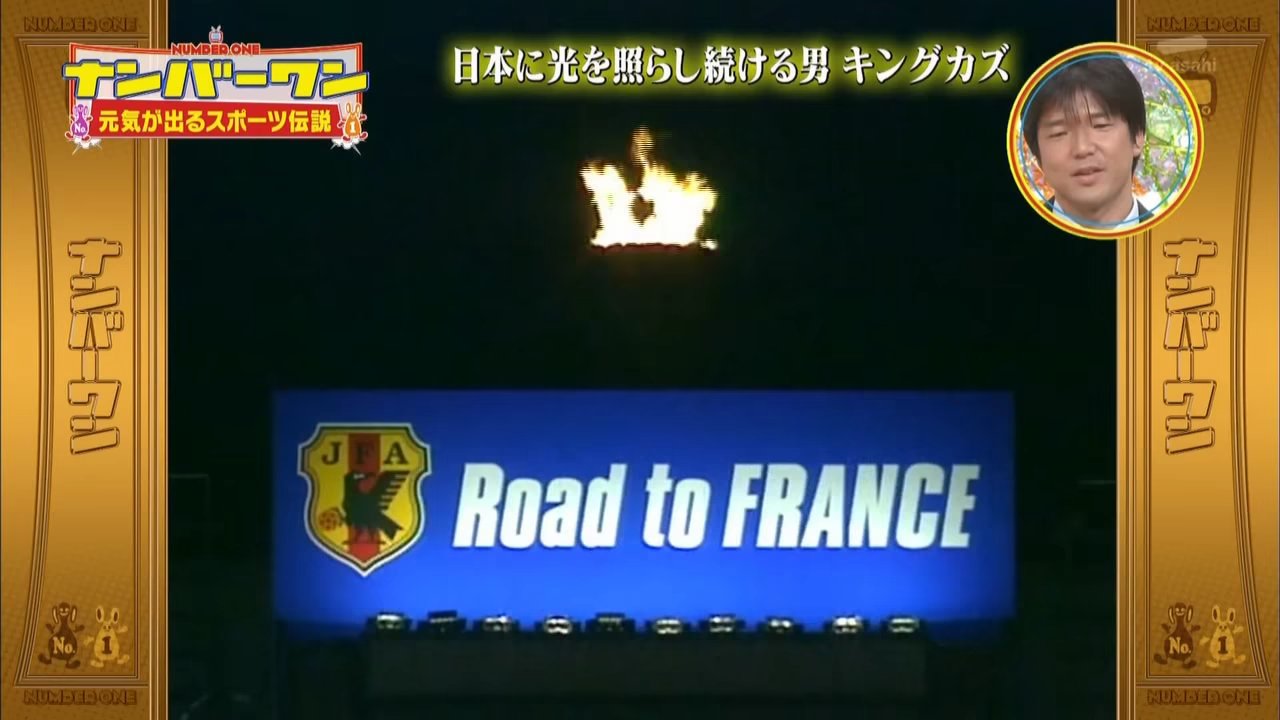 NUMBER ONE
NUMBER ONE
NUMBER ONE
ナンバーワン
元気が出るスポーツ伝説
No.
1
日本に光を照らし続ける男 キングカズ
asahi
ナンバーワン
ナンバーワン
JFA
Road to FRANCE
No.
1
No.
1
NUMBER ONE
NUMBER ONE